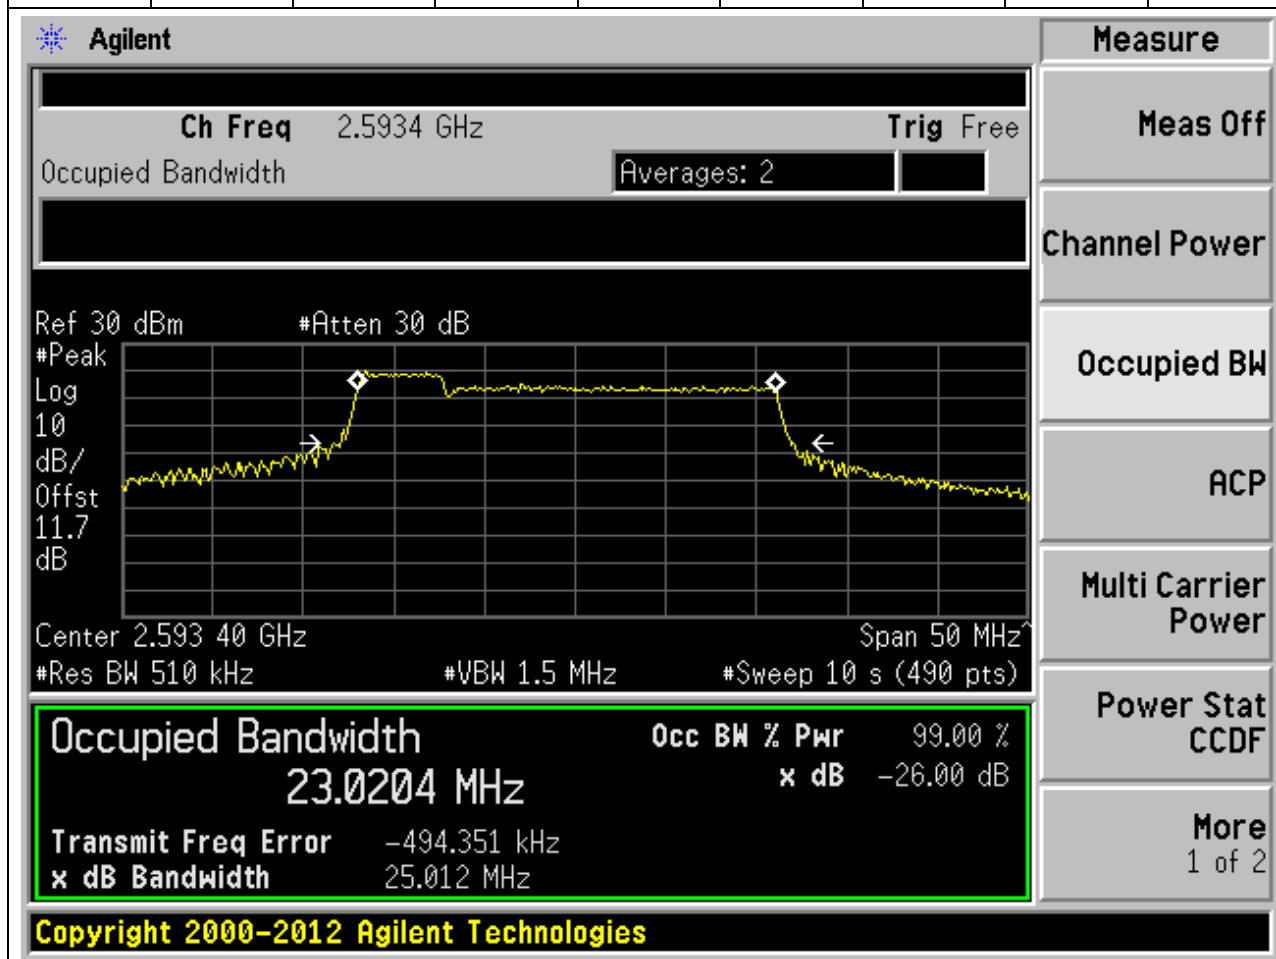 Agilent
Measure
Ch Freq 2.5934 GHz Trig Free
Occupied Bandwidth Averages: 2
Meas Off
Channel Power
Occupied BW
ACP
Multi Carrier
Power
Power Stat
CCDF
More
1 of 2
Ref 30 dBm #Atten 30 dB
#Peak
Log
10
dB/
Offst
11.7
dB
Center 2.593 40 GHz Span 50 MHz^
#Res BW 510 kHz #VBW 1.5 MHz #Sweep 10 s (490 pts)
Occupied Bandwidth Occ BW % Pwr 99.00 %
23.0204 MHz x dB -26.00 dB
Transmit Freq Error -494.351 kHz
x dB Bandwidth 25.012 MHz
Copyright 2000-2012 Agilent Technologies